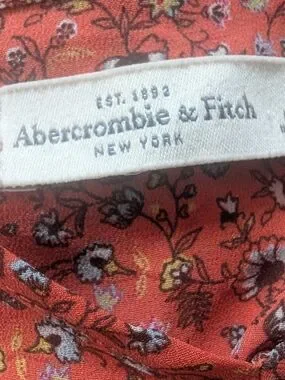 EST. 1892
Abercrombie & Fitch
NEW YORK